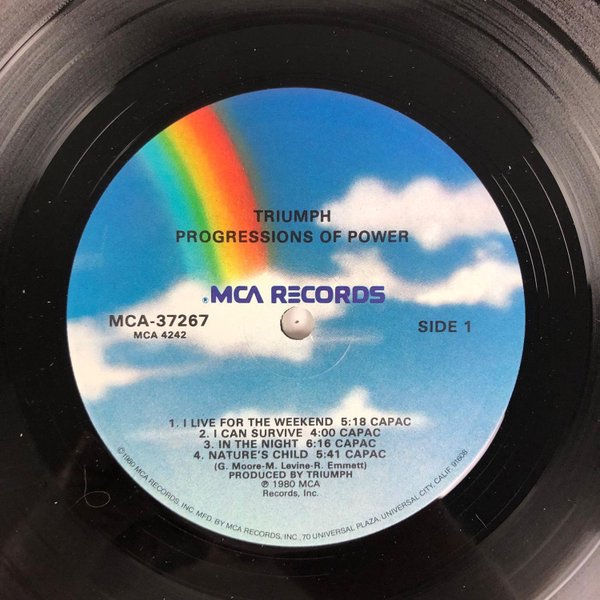 TRIUMPH
PROGRESSIONS OF POWER
®MCA RECORDS
MCA-37267
MCA 4242
SIDE 1
1. I LIVE FOR THE WEEKEND 5:18 CAPAC
2. I CAN SURVIVE 4:00 CAPAC
3. IN THE NIGHT 6:16 CAPAC
4. NATURE'S CHILD 5:41 CAPAC
(G. Moore-M. Levine-R. Emmett)
PRODUCED BY TRIUMPH
℗ 1980 MCA
Records, Inc.
©1980 MCA RECORDS, INC. MFD. BY MCA RECORDS, INC. 70 UNIVERSAL PLAZA, UNIVERSAL CITY, CALIF. 91608